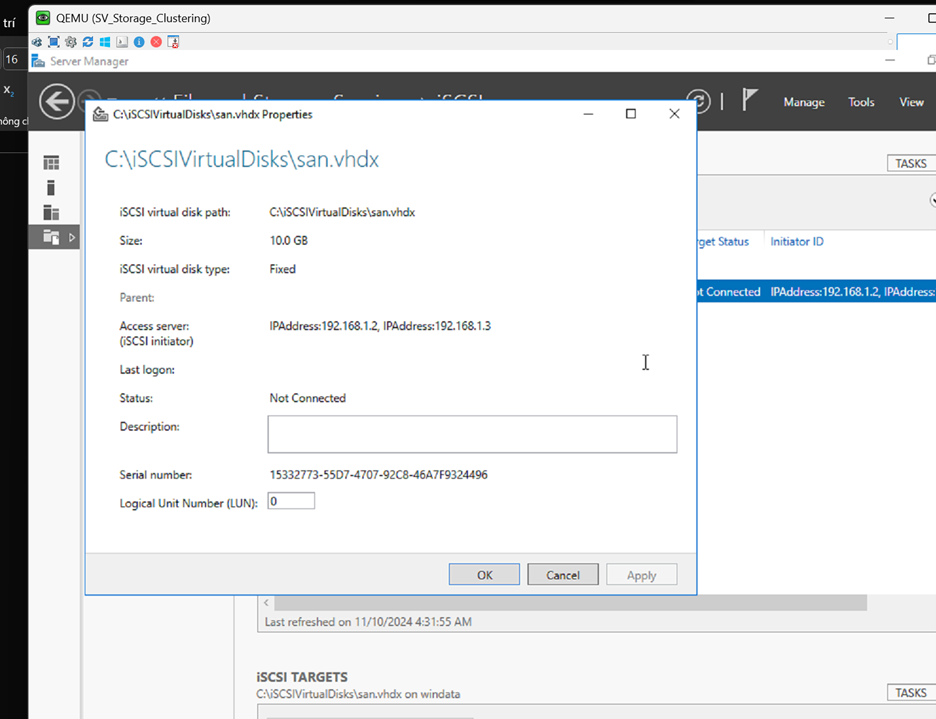 trí
QEMU (SV_Storage_Clustering)
16
Server Manager
X₂
Manage Tools View
C:\iSCSIVirtualDisks\san.vhdx Properties
C:\iSCSIVirtualDisks\san.vhdx
TASKS
iSCSI virtual disk path: C:\iSCSIVirtualDisks\san.vhdx
Size: 10.0 GB
rget Status Initiator ID
iSCSI virtual disk type: Fixed
Parent:
t Connected IPAddress:192.168.1.2, IPAddress:
Access server: IPAddress:192.168.1.2, IPAddress:192.168.1.3
(iSCSI initiator)
Last logon:
Status: Not Connected
Description:
Serial number: 15332773-55D7-4707-92C8-46A7F9324496
Logical Unit Number (LUN): 0
OK Cancel Apply
Last refreshed on 11/10/2024 4:31:55 AM
iSCSI TARGETS
C:\iSCSIVirtualDisks\san.vhdx on windata
TASKS